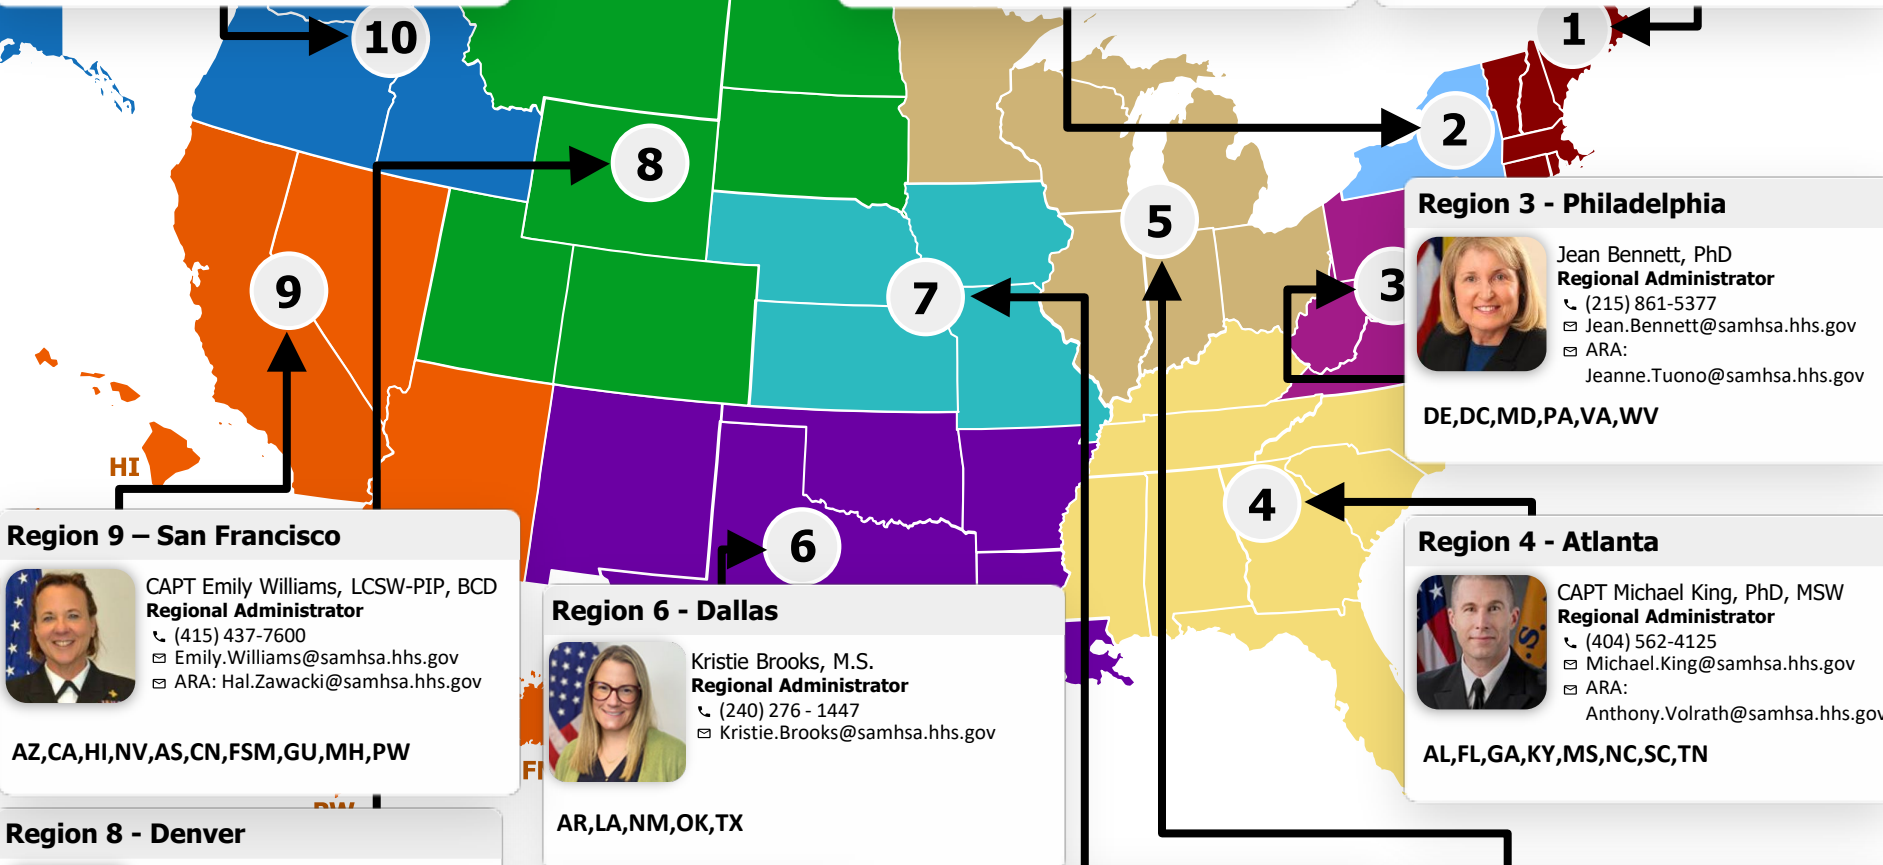 10
1
2
8
5
9
7
3
4
6
HI
Region 3 - Philadelphia
Jean Bennett, PhD
Regional Administrator
(215) 861-5377
Jean.Bennett@samhsa.hhs.gov
ARA:
Jeanne.Tuono@samhsa.hhs.gov
DE,DC,MD,PA,VA,WV
Region 9 – San Francisco
CAPT Emily Williams, LCSW-PIP, BCD
Regional Administrator
(415) 437-7600
Emily.Williams@samhsa.hhs.gov
ARA: Hal.Zawacki@samhsa.hhs.gov
AZ,CA,HI,NV,AS,CN,FSM,GU,MH,PW
Region 6 - Dallas
Kristie Brooks, M.S.
Regional Administrator
(240) 276 - 1447
Kristie.Brooks@samhsa.hhs.gov
AR,LA,NM,OK,TX
Region 4 - Atlanta
CAPT Michael King, PhD, MSW
Regional Administrator
(404) 562-4125
Michael.King@samhsa.hhs.gov
ARA:
Anthony.Volrath@samhsa.hhs.gov
AL,FL,GA,KY,MS,NC,SC,TN
PW
Region 8 - Denver